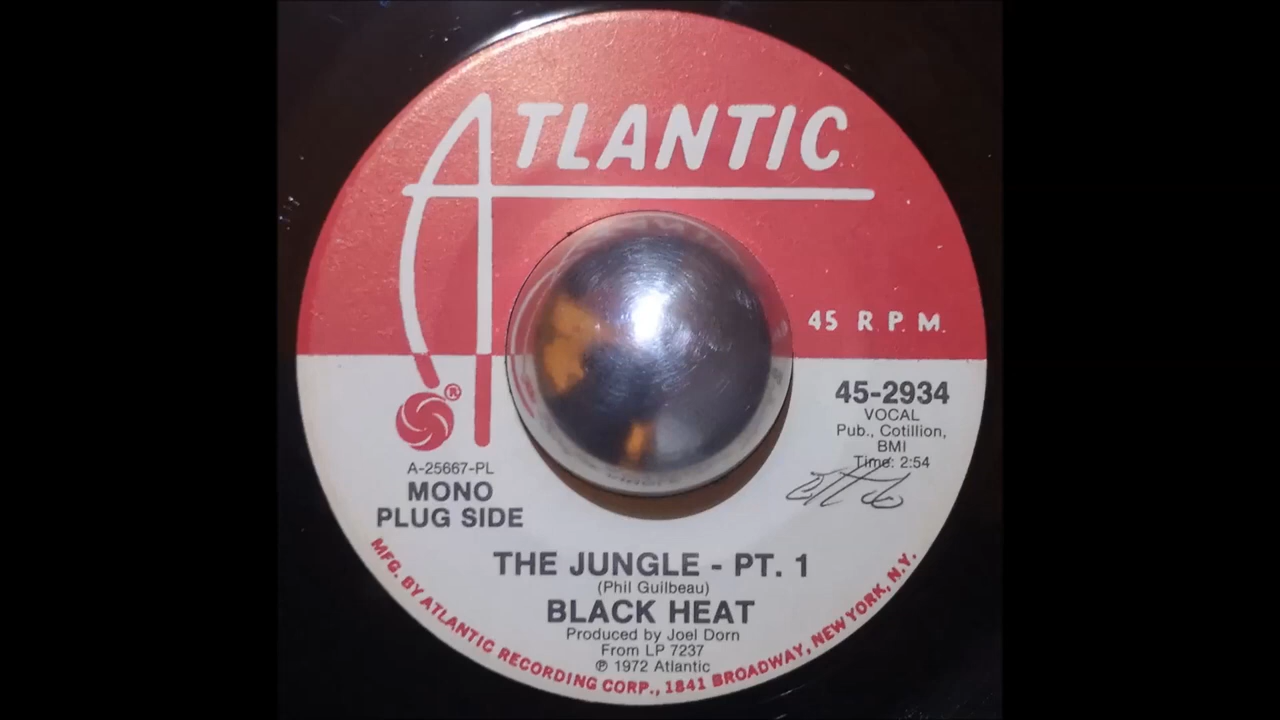 ATLANTIC
45 R.P.M.
45-2934
VOCAL
Pub., Cotillion,
BMI
Time: 2:54
®
A-25667-PL
MONO
PLUG SIDE
THE JUNGLE - PT. 1
(Phil Guilbeau)
BLACK HEAT
Produced by Joel Dorn
From LP 7237
℗ 1972 Atlantic
MFG. BY ATLANTIC RECORDING CORP., 1841 BROADWAY, NEW YORK, N.Y.